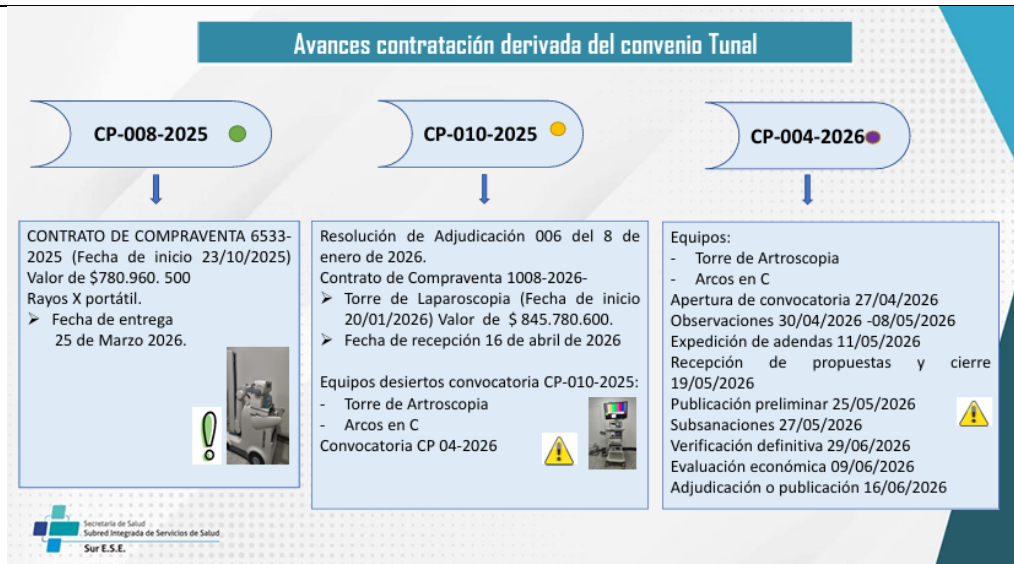 Avances contratación derivada del convenio Tunal
CP-008-2025
CONTRATO DE COMPRAVENTA 6533-
2025 (Fecha de inicio 23/10/2025)
Valor de $780.960. 500
Rayos X portátil.
➢ Fecha de entrega
25 de Marzo 2026.
CP-010-2025
Resolución de Adjudicación 006 del 8 de
enero de 2026.
Contrato de Compraventa 1008-2026-
➢ Torre de Laparoscopia (Fecha de inicio
20/01/2026) Valor de $ 845.780.600.
➢ Fecha de recepción 16 de abril de 2026
Equipos desiertos convocatoria CP-010-2025:
- Torre de Artroscopia
- Arcos en C
Convocatoria CP 04-2026
CP-004-2026
Equipos:
- Torre de Artroscopia
- Arcos en C
Apertura de convocatoria 27/04/2026
Observaciones 30/04/2026 -08/05/2026
Expedición de adendas 11/05/2026
Recepción de propuestas y cierre
19/05/2026
Publicación preliminar 25/05/2026
Subsanaciones 27/05/2026
Verificación definitiva 29/06/2026
Evaluación económica 09/06/2026
Adjudicación o publicación 16/06/2026
Secretaría de Salud
Subred Integrada de Servicios de Salud
Sur E.S.E.